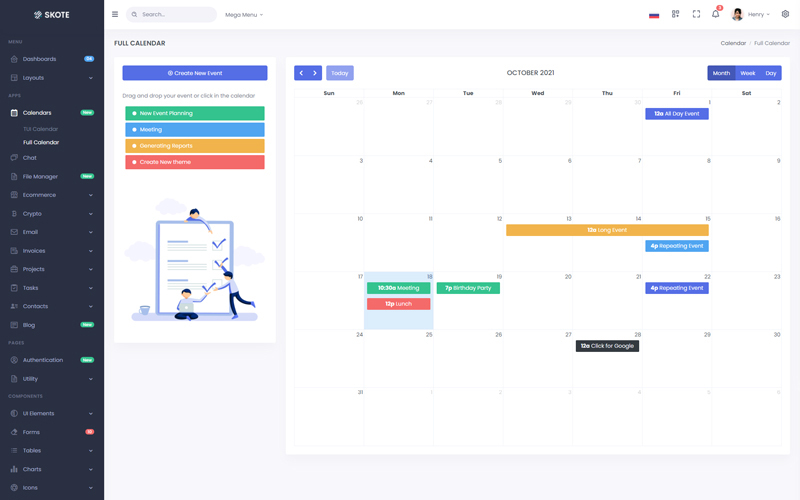 SKOTE
Search...
Mega Menu
3
Henry
MENU
Dashboards
04
Layouts
APPS
Calendars
New
TUI Calendar
Full Calendar
Chat
File Manager
New
Ecommerce
Crypto
Email
Invoices
Projects
Tasks
Contacts
Blog
New
PAGES
Authentication
New
Utility
COMPONENTS
UI Elements
Forms
10
Tables
Charts
Icons
FULL CALENDAR
Calendar / Full Calendar
Create New Event
Drag and drop your event or click in the calendar
New Event Planning
Meeting
Generating Reports
Create New theme
Today
OCTOBER 2021
Month Week Day
Sun Mon Tue Wed Thu Fri Sat
26 27 28 29 30 1 2
12a All Day Event
3 4 5 6 7 8 9
10 11 12 13 14 15 16
12a Long Event
4p Repeating Event
17 18 19 20 21 22 23
10:30a Meeting
7p Birthday Party
4p Repeating Event
12p Lunch
24 25 26 27 28 29 30
12a Click for Google
31 1 2 3 4 5 6